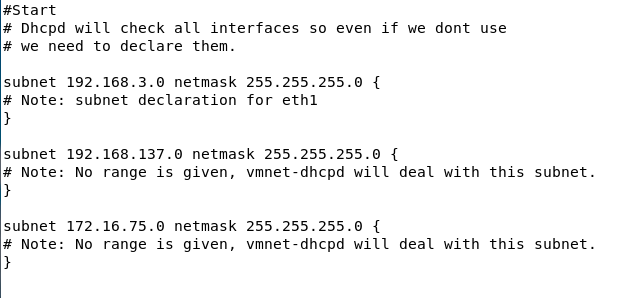 #Start
# Dhcpd will check all interfaces so even if we dont use
# we need to declare them.
subnet 192.168.3.0 netmask 255.255.255.0 {
# Note: subnet declaration for eth1
}
subnet 192.168.137.0 netmask 255.255.255.0 {
# Note: No range is given, vmnet-dhcpd will deal with this subnet.
}
subnet 172.16.75.0 netmask 255.255.255.0 {
# Note: No range is given, vmnet-dhcpd will deal with this subnet.
}